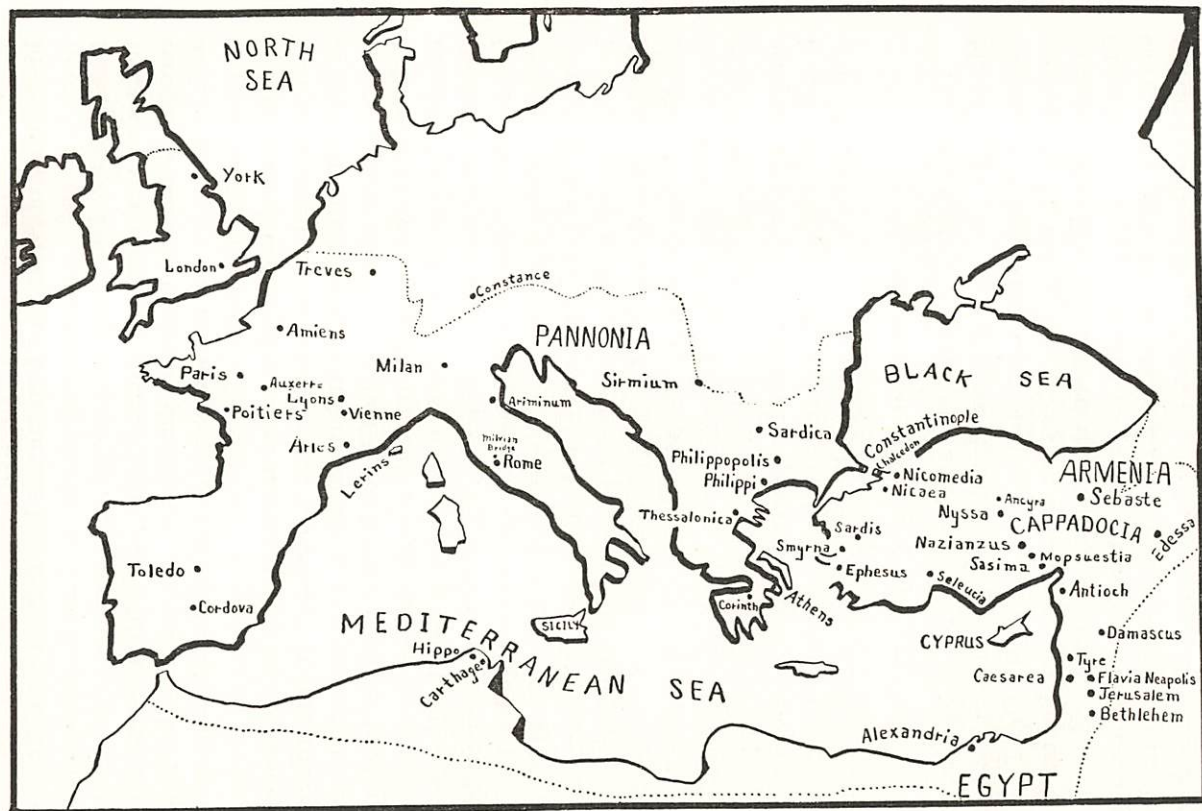 NORTH
SEA
York
London
Treves
Constance
Amiens
PANNONIA
Paris
Milan
Sirmium
BLACK SEA
Auxerre
Lyons
Ariminum
Poitiers
Vienne
Constantinople
Sardica
Chalcedon
Arles
Milvian
Bridge
Rome
Philippopolis
Nicomedia
ARMENIA
Lerins
Philippi
Nicaea
Ancyra
Sebaste
Thessalonica
Nyssa
CAPPADOCIA
Sardis
Edessa
Smyrna
Nazianzus
Mopsuestia
Toledo
Ephesus
Sasima
Seleucia
Antioch
Cordova
Corinth
Athens
MEDITERRANEAN SEA
SICILY
CYPRUS
Damascus
Hippo
Carthage
Tyre
Caesarea
Flavia Neapolis
Jerusalem
Bethlehem
Alexandria
EGYPT